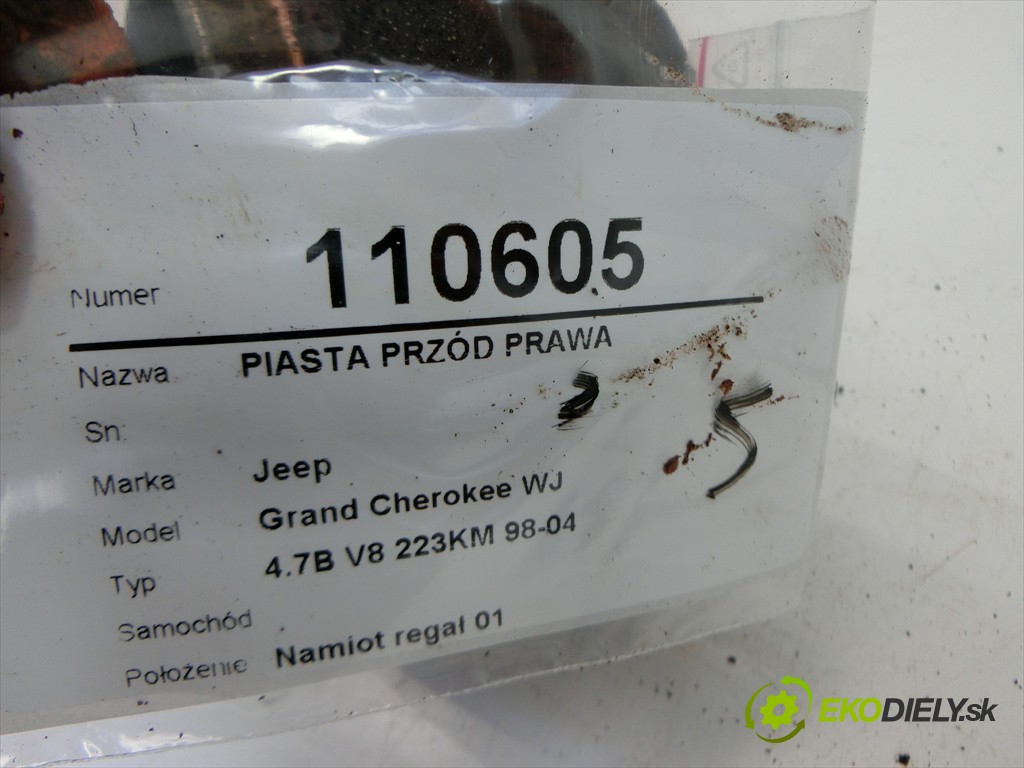 Numer 110605
Nazwa PIASTA PRZÓD PRAWA
Sn:
Marka Jeep
Model Grand Cherokee WJ
Typ 4.7B V8 223KM 98-04
Samochód
Położenie Namiot regał 01
EKODIELY.sk